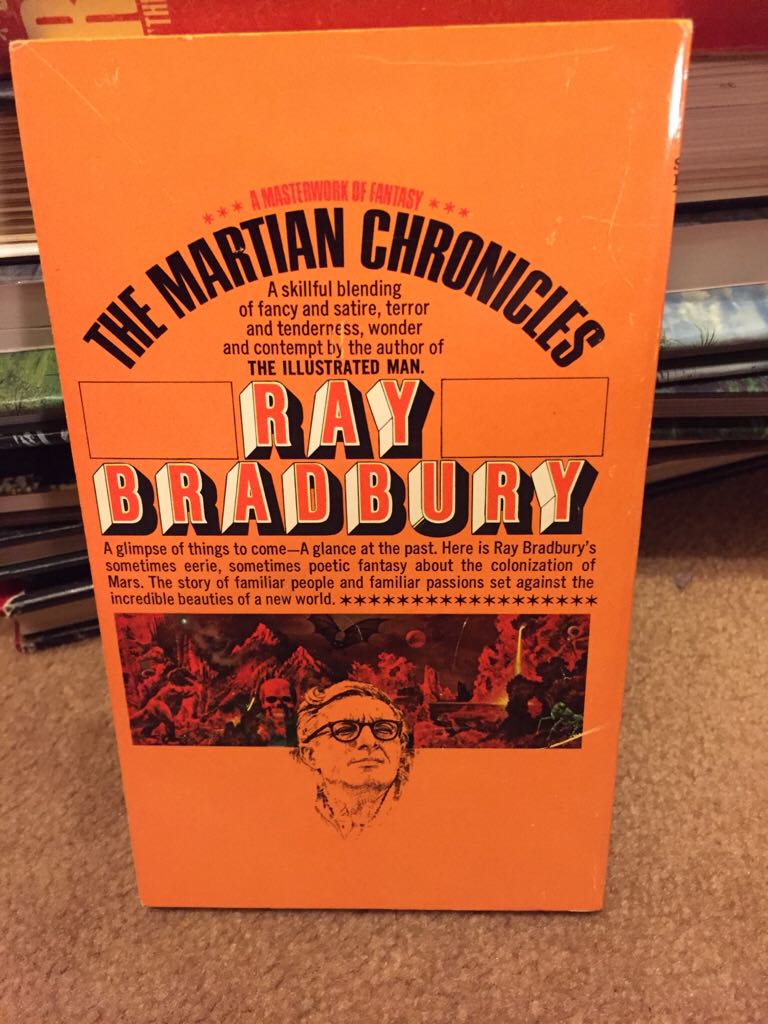 THE
*** A MASTERWORK OF FANTASY ***
THE MARTIAN CHRONICLES
A skillful blending
of fancy and satire, terror
and tenderness, wonder
and contempt by the author of
THE ILLUSTRATED MAN.
RAY
BRADBURY
A glimpse of things to come—A glance at the past. Here is Ray Bradbury's
sometimes eerie, sometimes poetic fantasy about the colonization of
Mars. The story of familiar people and familiar passions set against the
incredible beauties of a new world. ******************